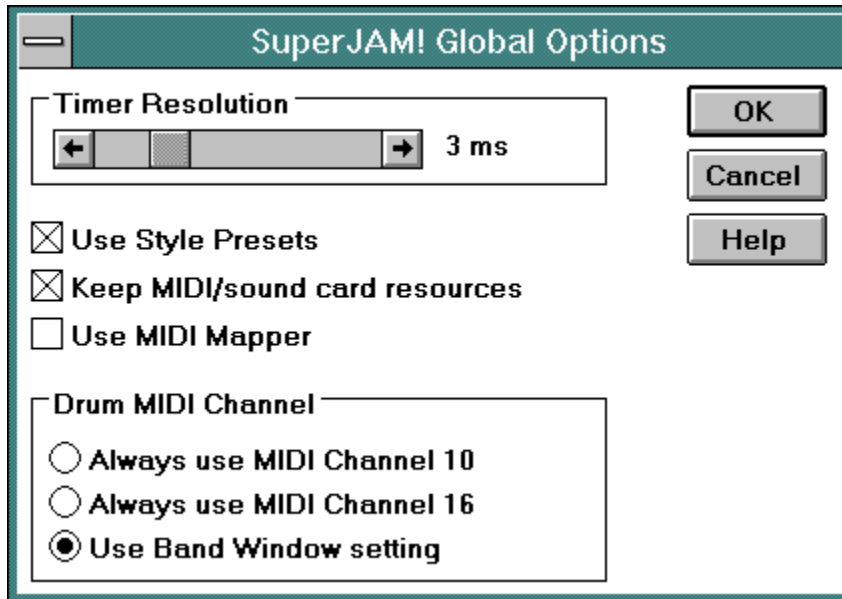 SuperJAM! Global Options
Timer Resolution
3 ms
OK
Cancel
Help
Use Style Presets
Keep MIDI/sound card resources
Use MIDI Mapper
Drum MIDI Channel
Always use MIDI Channel 10
Always use MIDI Channel 16
Use Band Window setting